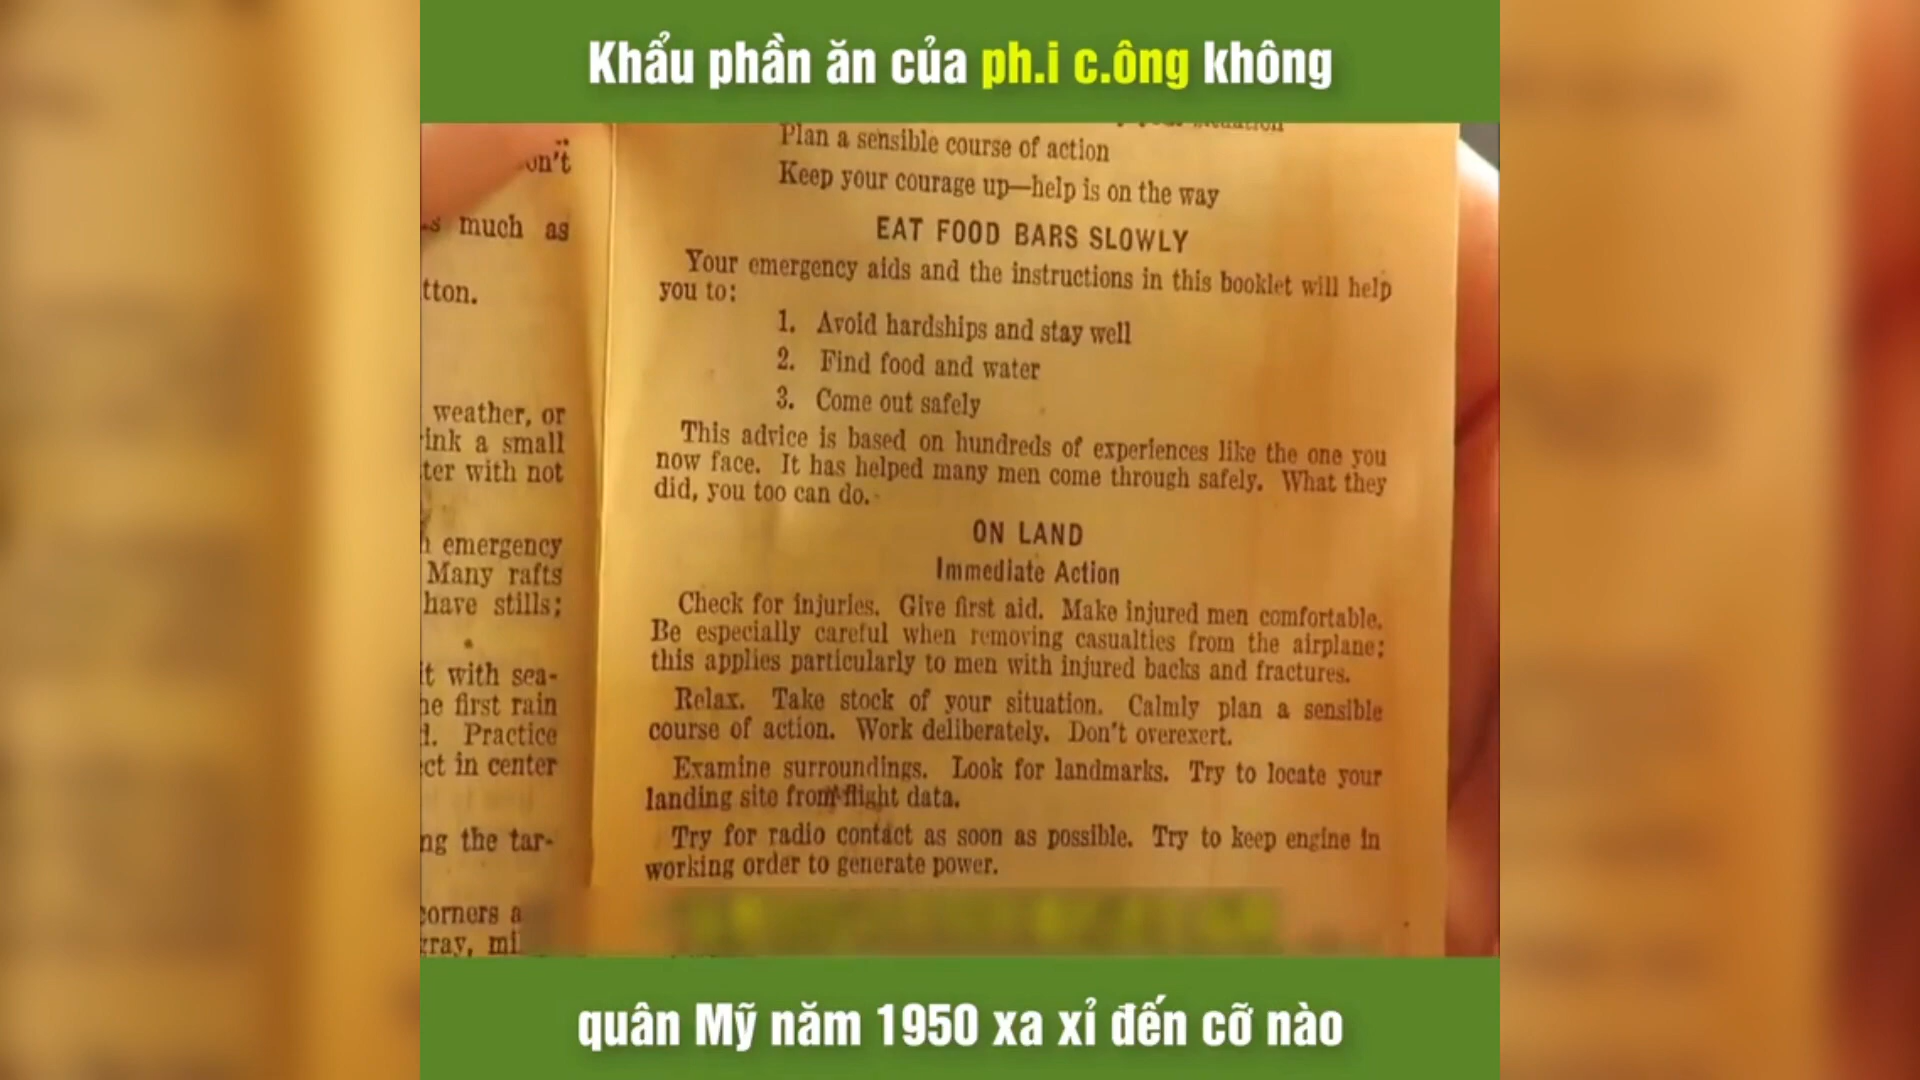 Khẩu phần ăn của ph.i c.ông không
Plan a sensible course of action
Keep your courage up—help is on the way
EAT FOOD BARS SLOWLY
Your emergency aids and the instructions in this booklet will help
you to:
1. Avoid hardships and stay well
2. Find food and water
3. Come out safely
This advice is based on hundreds of experiences like the one you
now face. It has helped many men come through safely. What they
did, you too can do.
ON LAND
Immediate Action
Check for injuries. Give first aid. Make injured men comfortable.
Be especially careful when removing casualties from the airplane;
this applies particularly to men with injured backs and fractures.
Relax. Take stock of your situation. Calmly plan a sensible
course of action. Work deliberately. Don't overexert.
Examine surroundings. Look for landmarks. Try to locate your
landing site from flight data.
Try for radio contact as soon as possible. Try to keep engine in
working order to generate power.
much as
weather, or
a small
with not
emergency
Many rafts
have stills;
with sea-
first rain
Practice
in center
the tar-
quân Mỹ năm 1950 xa xỉ đến cỡ nào